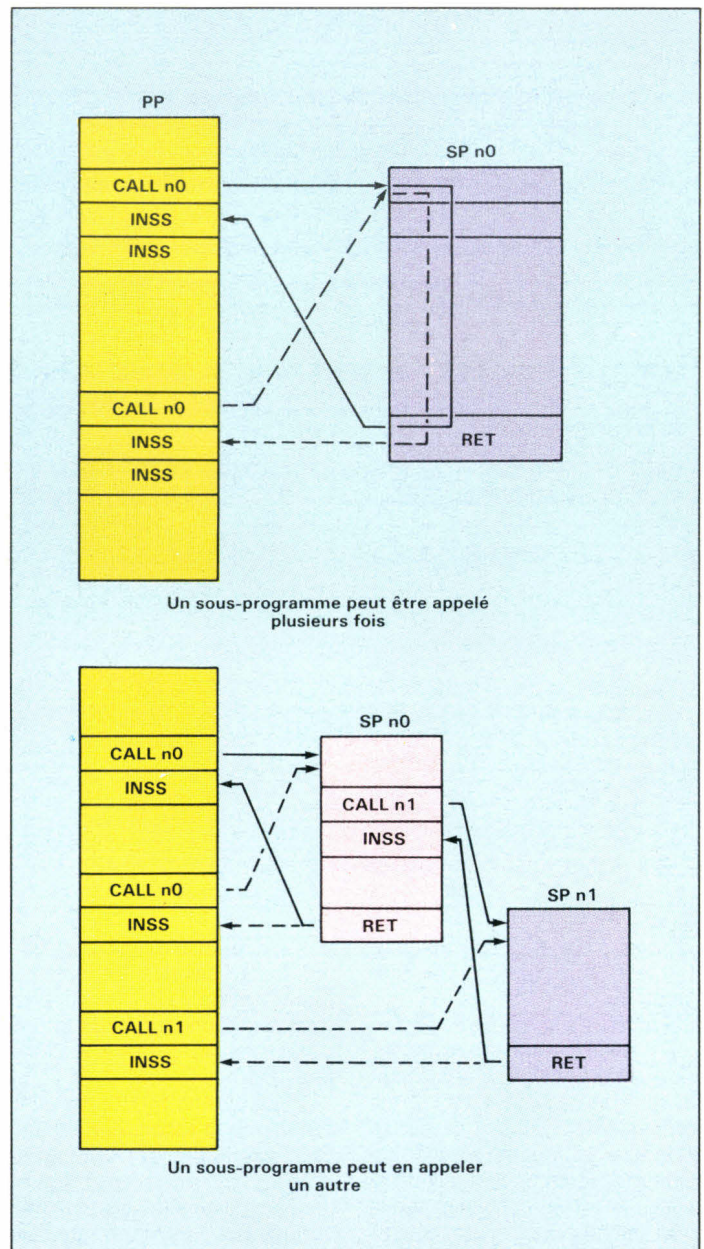 PP
SP n0
CALL n0
INSS
INSS
CALL n0
INSS
INSS
RET
Un sous-programme peut être appelé
plusieurs fois
SP n0
CALL n0
INSS
CALL n1
INSS
CALL n0
INSS
RET
SP n1
CALL n1
INSS
RET
Un sous-programme peut en appeler
un autre